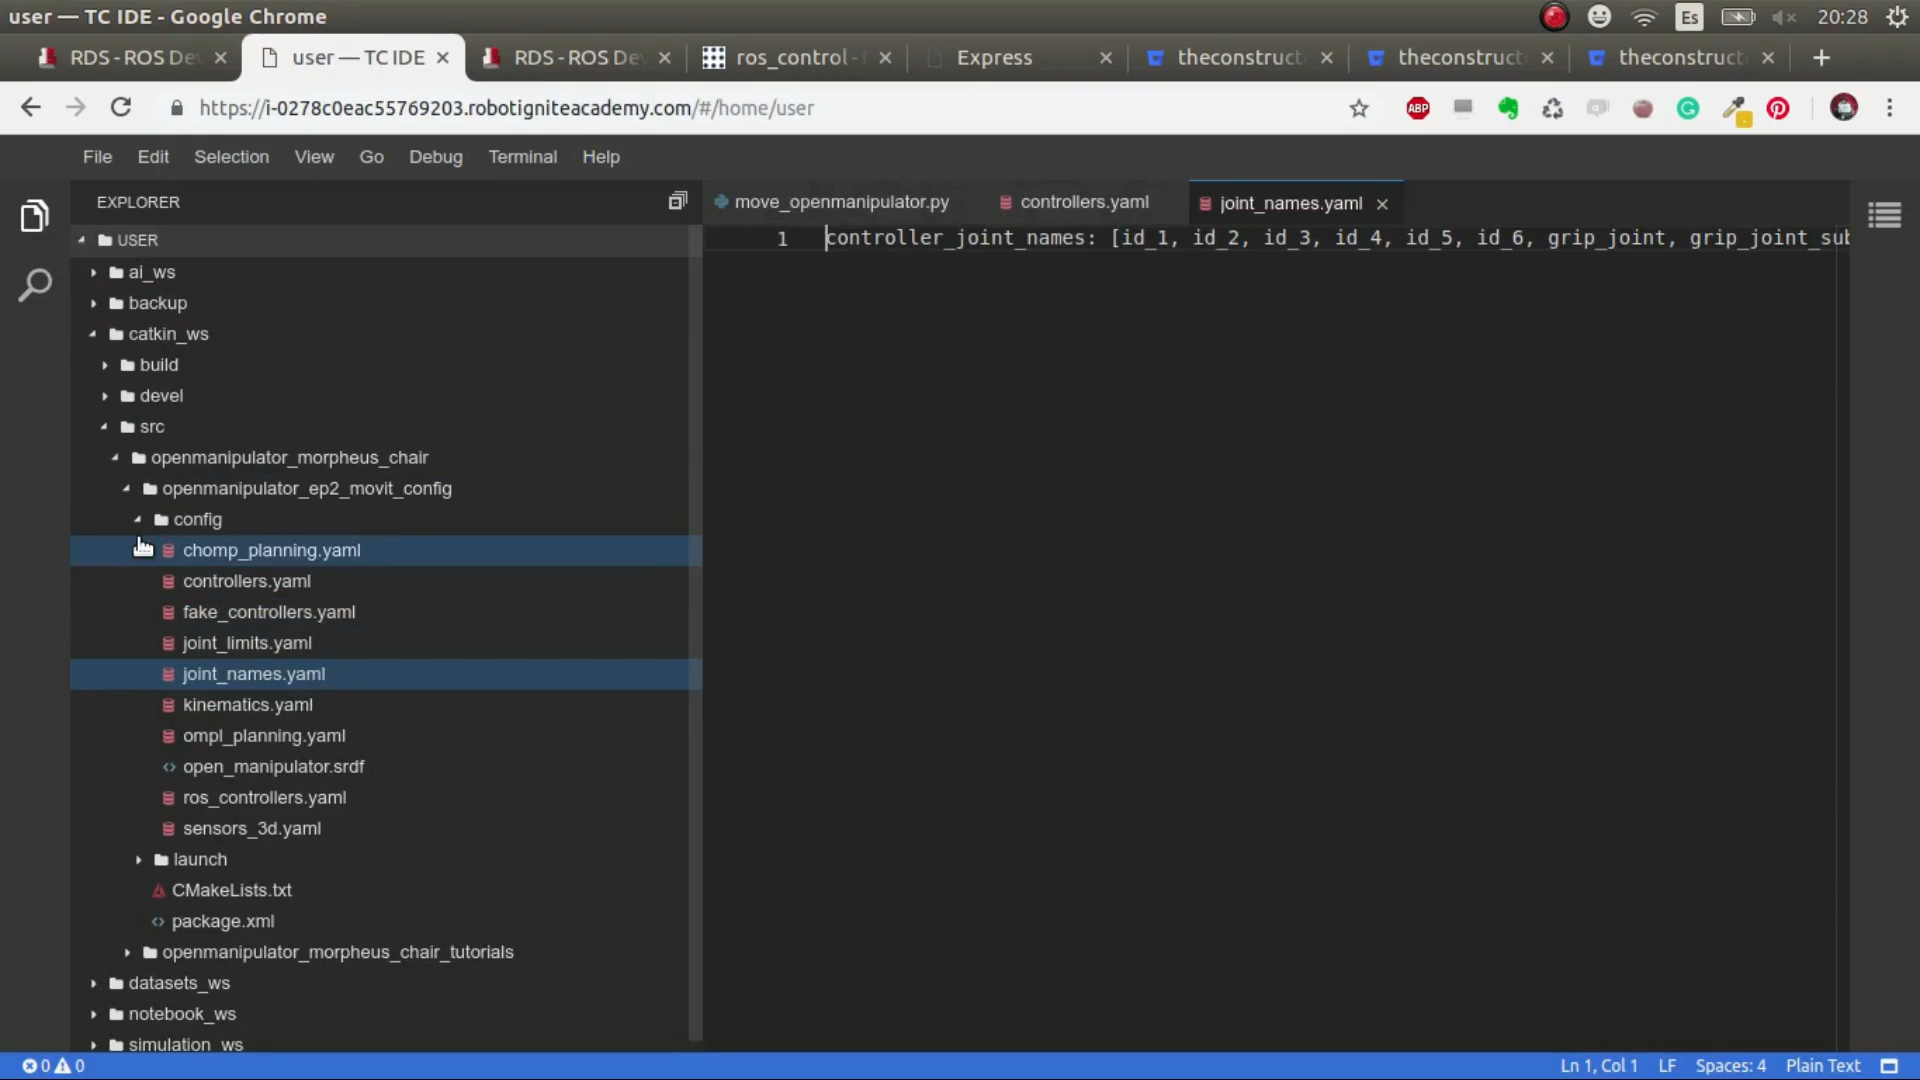 user — TC IDE - Google Chrome
Es
20:28
RDS - ROS De
user — TC IDE
RDS - ROS De
ros_control -
Express
theconstruct
theconstruct
theconstruct
https://i-0278c0eac55769203.robotigniteacademy.com/#/home/user
ABP
File
Edit
Selection
View
Go
Debug
Terminal
Help
EXPLORER
move_openmanipulator.py
controllers.yaml
joint_names.yaml
1
controller_joint_names: [id_1, id_2, id_3, id_4, id_5, id_6, grip_joint, grip_joint_sub
USER
ai_ws
backup
catkin_ws
build
devel
src
openmanipulator_morpheus_chair
openmanipulator_ep2_movit_config
config
chomp_planning.yaml
controllers.yaml
fake_controllers.yaml
joint_limits.yaml
joint_names.yaml
kinematics.yaml
ompl_planning.yaml
open_manipulator.srdf
ros_controllers.yaml
sensors_3d.yaml
launch
CMakeLists.txt
package.xml
openmanipulator_morpheus_chair_tutorials
datasets_ws
notebook_ws
simulation_ws
0 0
Ln 1, Col 1
LF
Spaces: 4
Plain Text